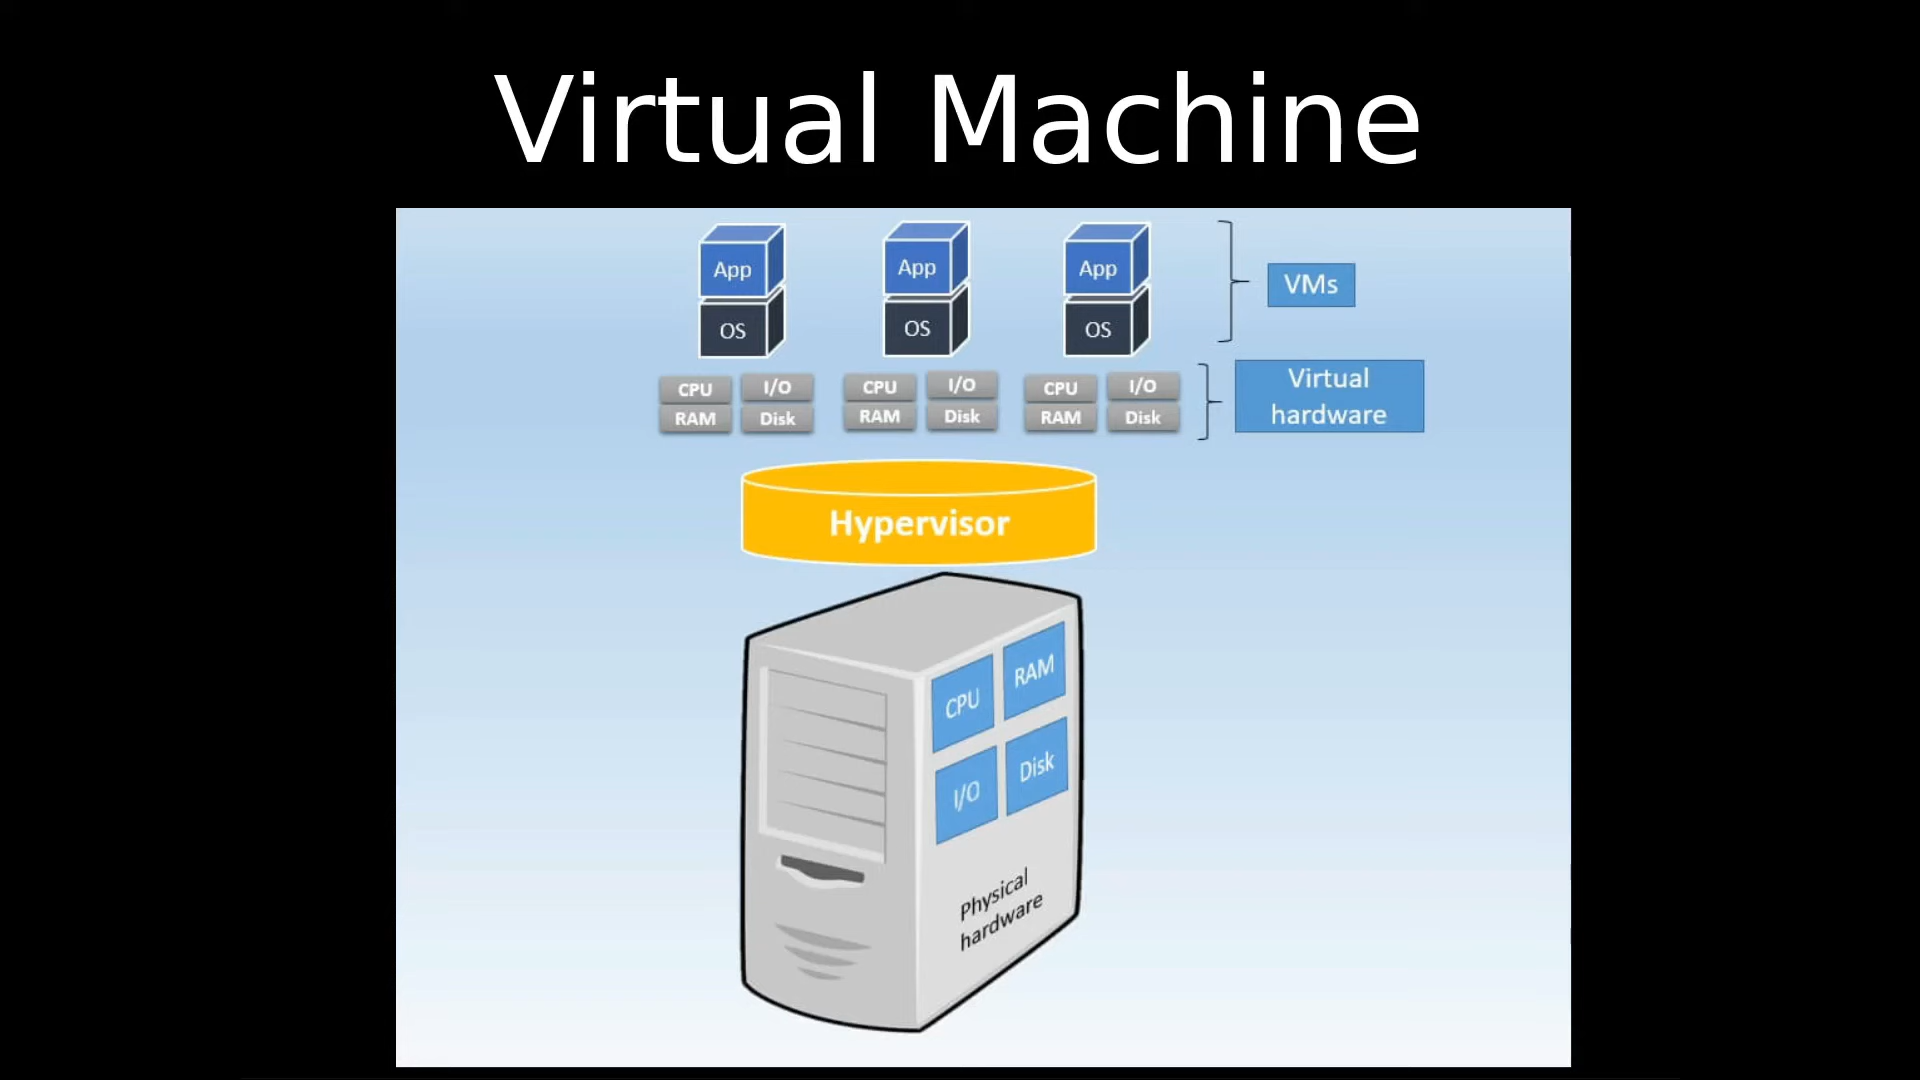 Virtual Machine
App App App
VMs
OS OS OS
CPU I/O CPU I/O CPU I/O
RAM Disk RAM Disk RAM Disk
Virtual
hardware
Hypervisor
CPU RAM
I/O Disk
Physical
hardware